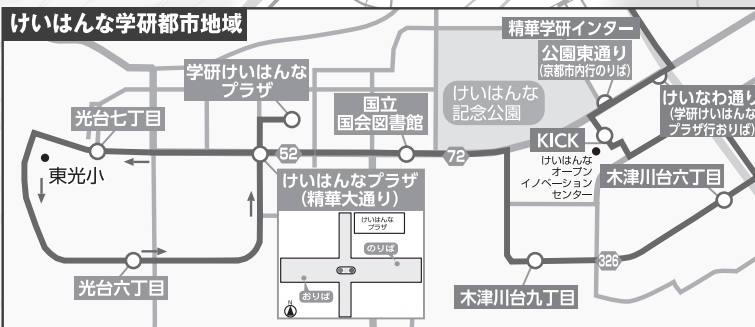 けいはんな学研都市地域
精華学研インター
公園東通り
(京都市内行のりば)
学研けいはんな
プラザ
けいはんな
記念公園
けいなわ通り
(学研けいはんな
プラザ行おりば)
国立
国会図書館
光台七丁目
KICK
52
72
けいはんな
オープン
イノベーション
センター
東光小
けいはんなプラザ
(精華大通り)
木津川台六丁目
けいはんな
プラザ
のりば
おりば
N
326
光台六丁目
木津川台九丁目